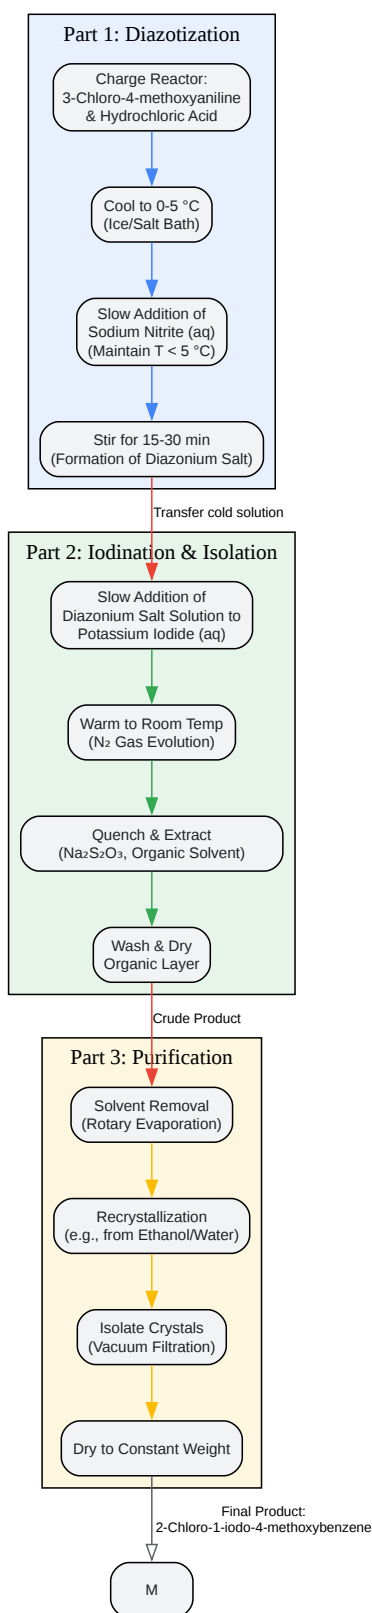 Part 1: Diazotization
Charge Reactor:
3-Chloro-4-methoxyaniline
& Hydrochloric Acid
Cool to 0-5 °C
(Ice/Salt Bath)
Slow Addition of
Sodium Nitrite (aq)
(Maintain T < 5 °C)
Stir for 15-30 min
(Formation of Diazonium Salt)
Transfer cold solution
Part 2: Iodination & Isolation
Slow Addition of
Diazonium Salt Solution to
Potassium Iodide (aq)
Warm to Room Temp
(N₂ Gas Evolution)
Quench & Extract
(Na₂S₂O₃, Organic Solvent)
Wash & Dry
Organic Layer
Crude Product
Part 3: Purification
Solvent Removal
(Rotary Evaporation)
Recrystallization
(e.g., from Ethanol/Water)
Isolate Crystals
(Vacuum Filtration)
Dry to Constant Weight
Final Product:
2-Chloro-1-iodo-4-methoxybenzene
M